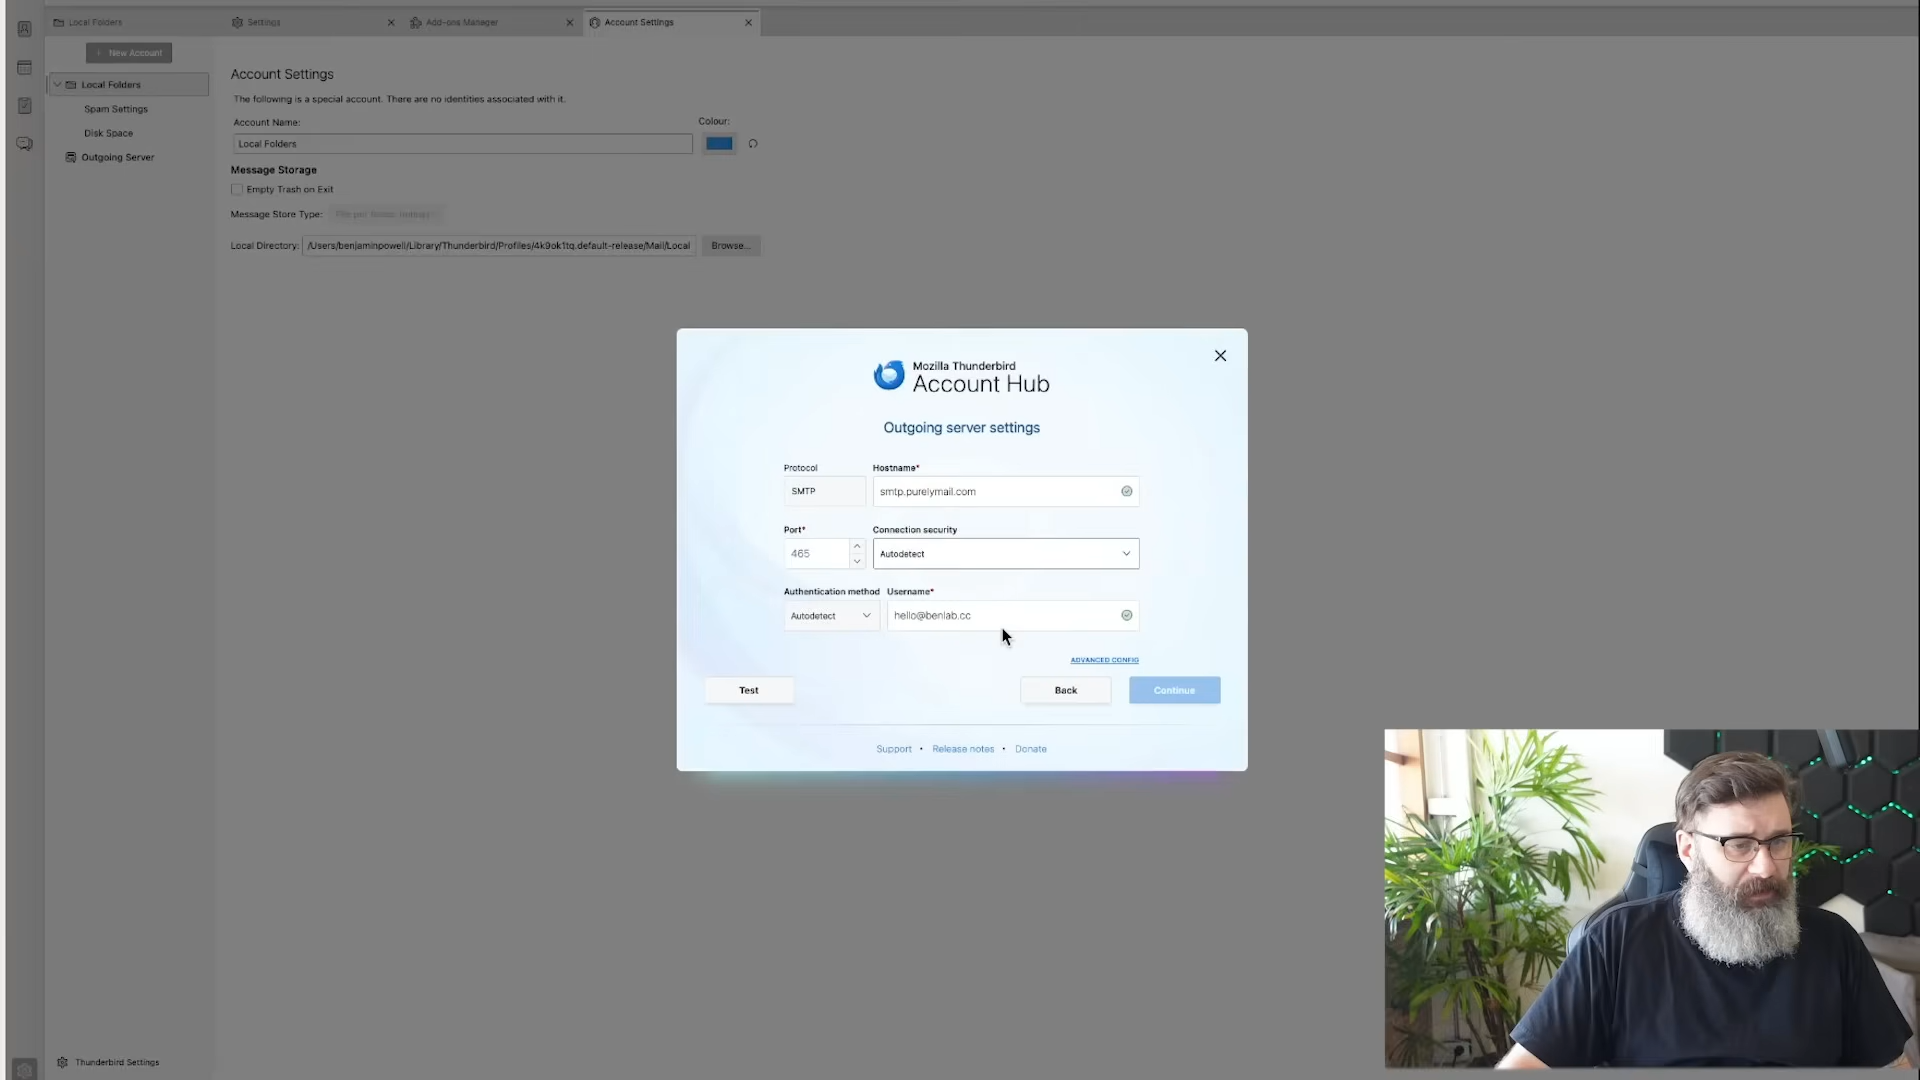 Local Folders
Settings
Add-ons Manager
Account Settings
+ New Account
Local Folders
Spam Settings
Disk Space
Outgoing Server
Account Settings
The following is a special account. There are no identities associated with it.
Account Name:
Colour:
Local Folders
Message Storage
Empty Trash on Exit
Message Store Type:
Local Directory: /Users/benjaminpowell/Library/Thunderbird/Profiles/4k9ok1tq.default-release/Mail/Local
Browse...
Mozilla Thunderbird
Account Hub
Outgoing server settings
Protocol
Hostname*
SMTP
smtp.purelymail.com
Port*
Connection security
465
Autodetect
Authentication method
Username*
Autodetect
hello@benlab.cc
ADVANCED CONFIG
Test
Back
Continue
Support • Release notes • Donate
Thunderbird Settings